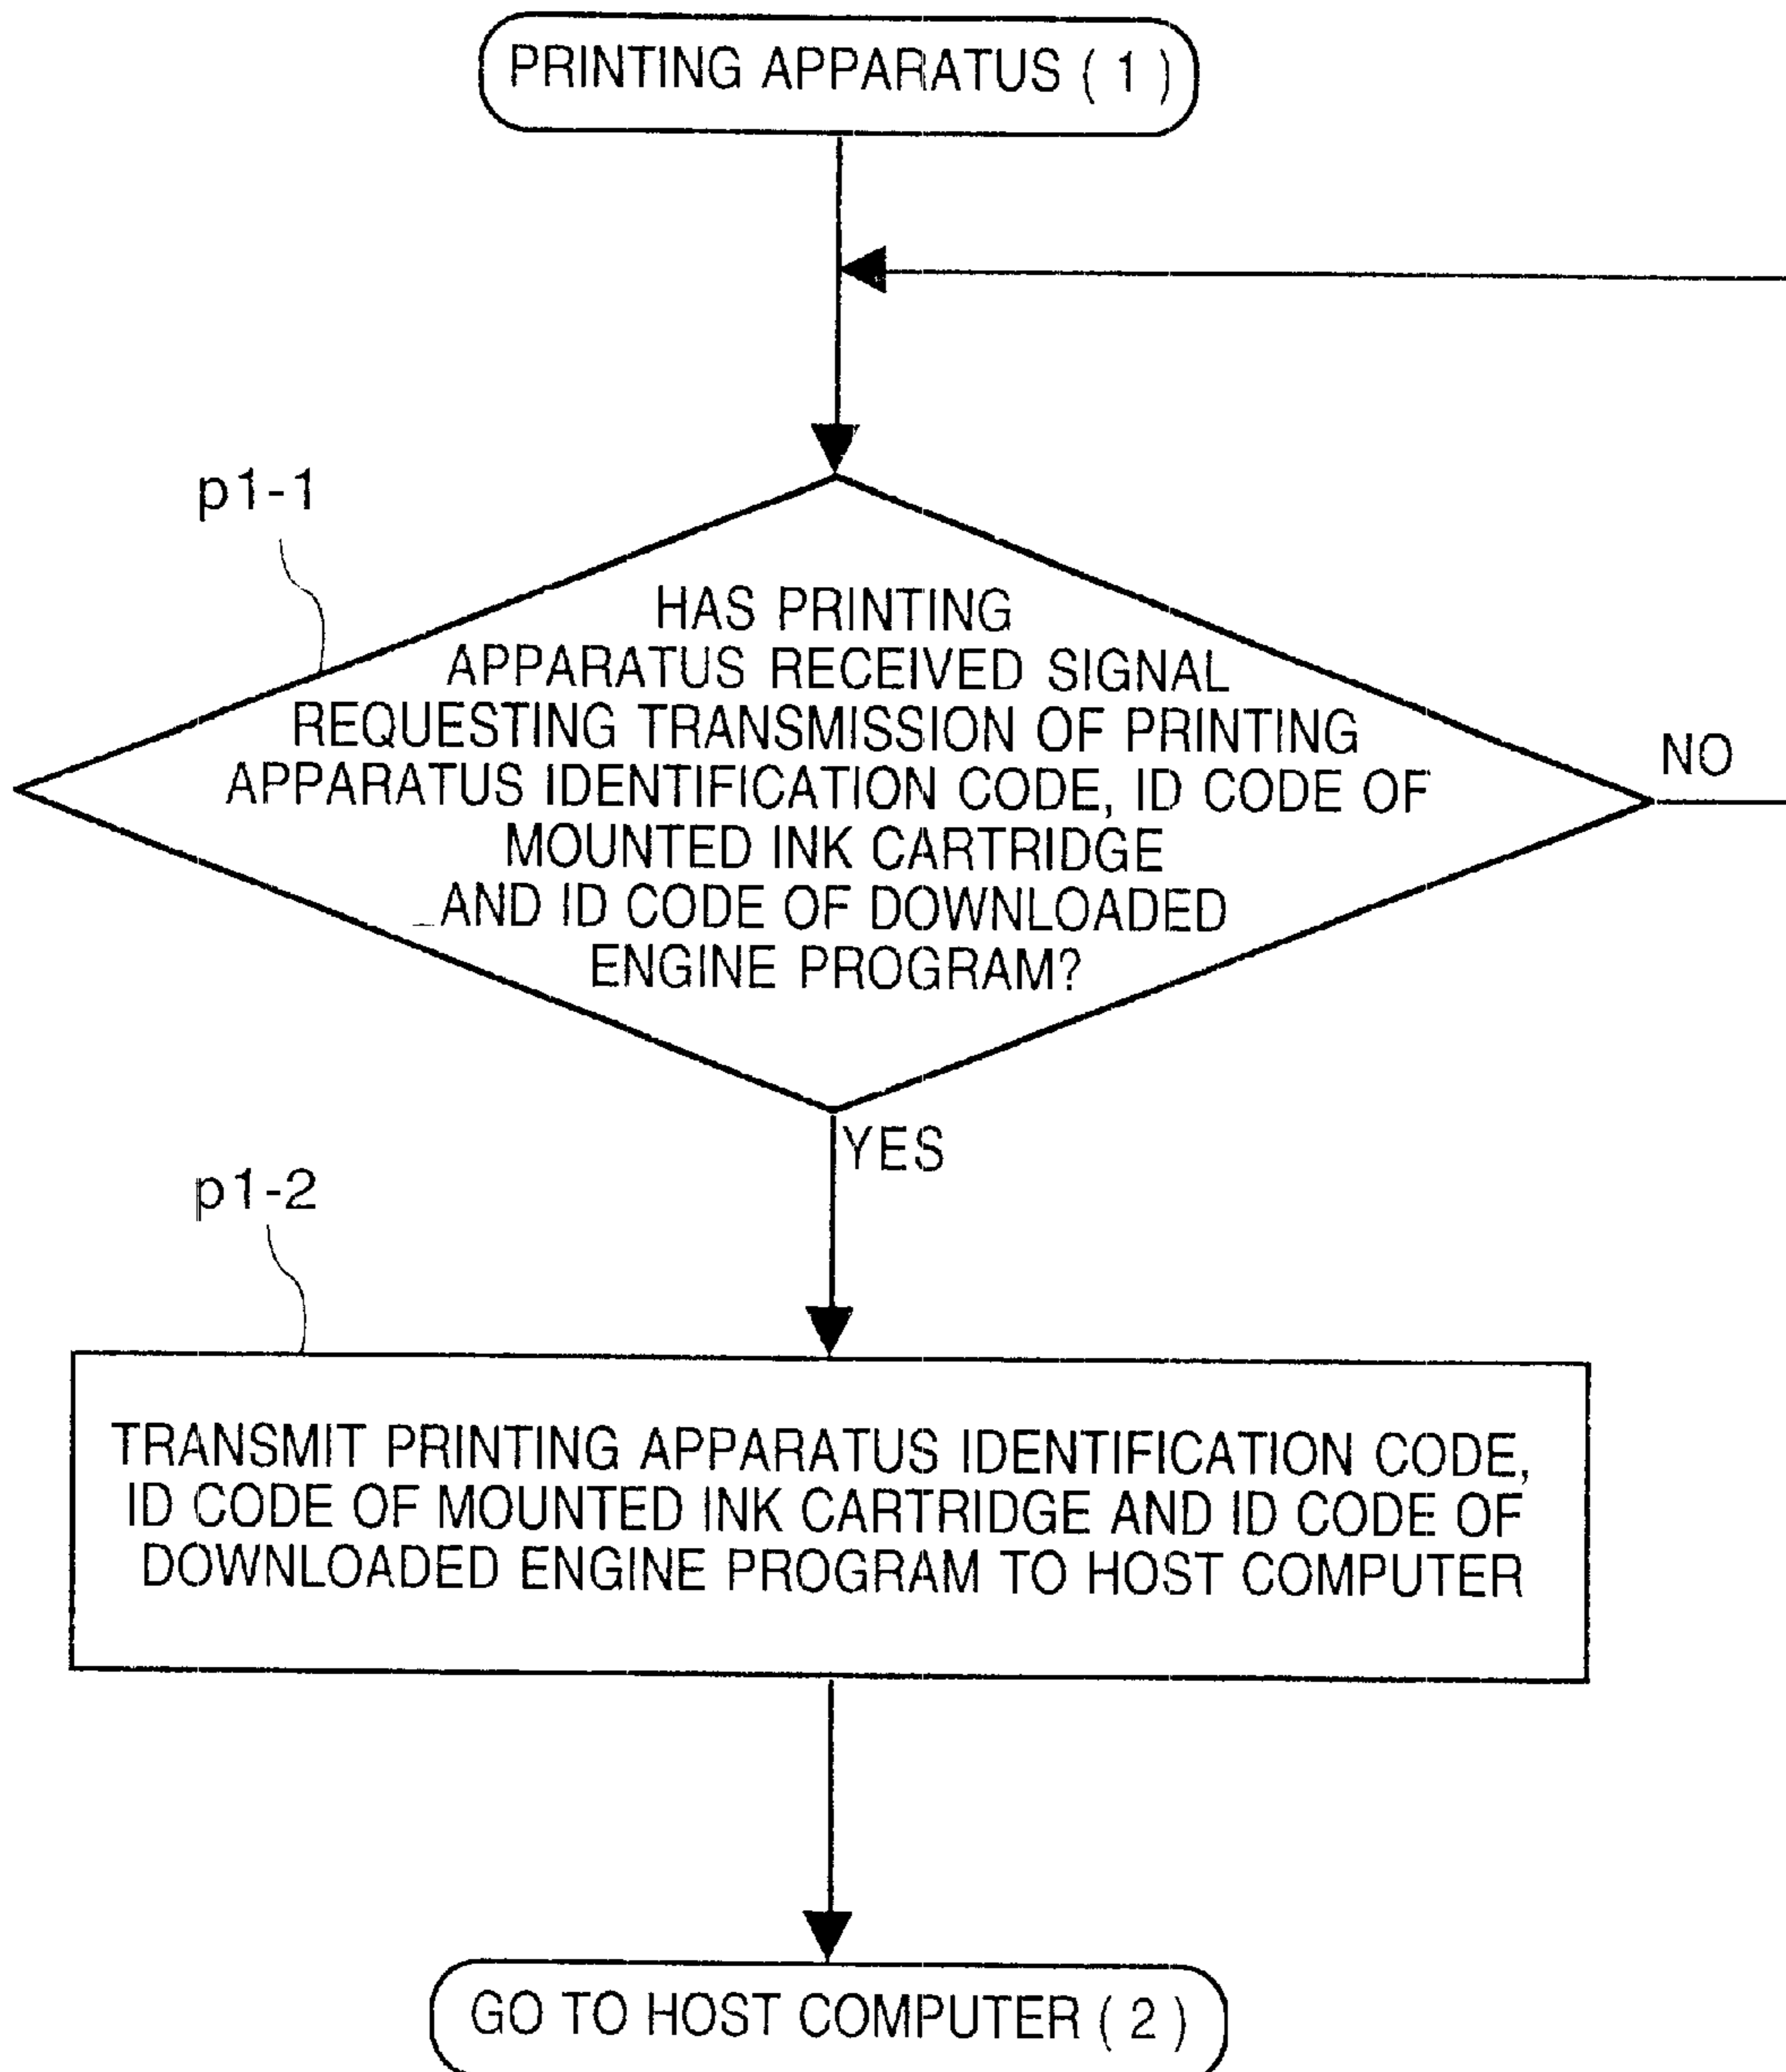 PRINTING APPARATUS ( 1 )
p1-1
HAS PRINTING
APPARATUS RECEIVED SIGNAL
REQUESTING TRANSMISSION OF PRINTING
APPARATUS IDENTIFICATION CODE, ID CODE OF
MOUNTED INK CARTRIDGE
AND ID CODE OF DOWNLOADED
ENGINE PROGRAM?
NO
YES
p1-2
TRANSMIT PRINTING APPARATUS IDENTIFICATION CODE,
ID CODE OF MOUNTED INK CARTRIDGE AND ID CODE OF
DOWNLOADED ENGINE PROGRAM TO HOST COMPUTER
GO TO HOST COMPUTER ( 2 )